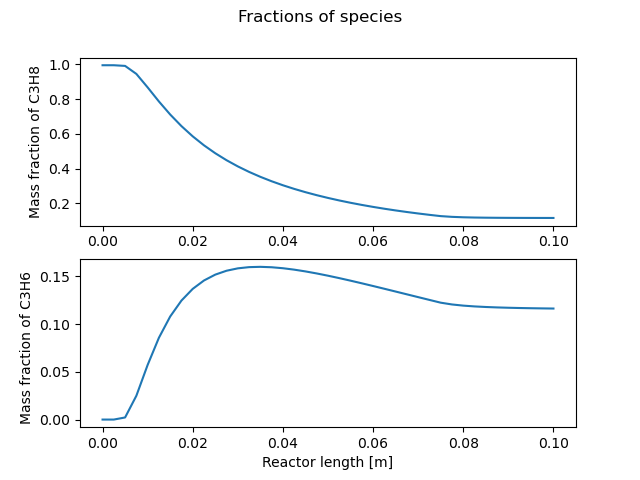 Fractions of species
Mass fraction of C3H8
1.0
0.8
0.6
0.4
0.2
0.00 0.02 0.04 0.06 0.08 0.10
Mass fraction of C3H6
0.15
0.10
0.05
0.00
0.00 0.02 0.04 0.06 0.08 0.10
Reactor length [m]